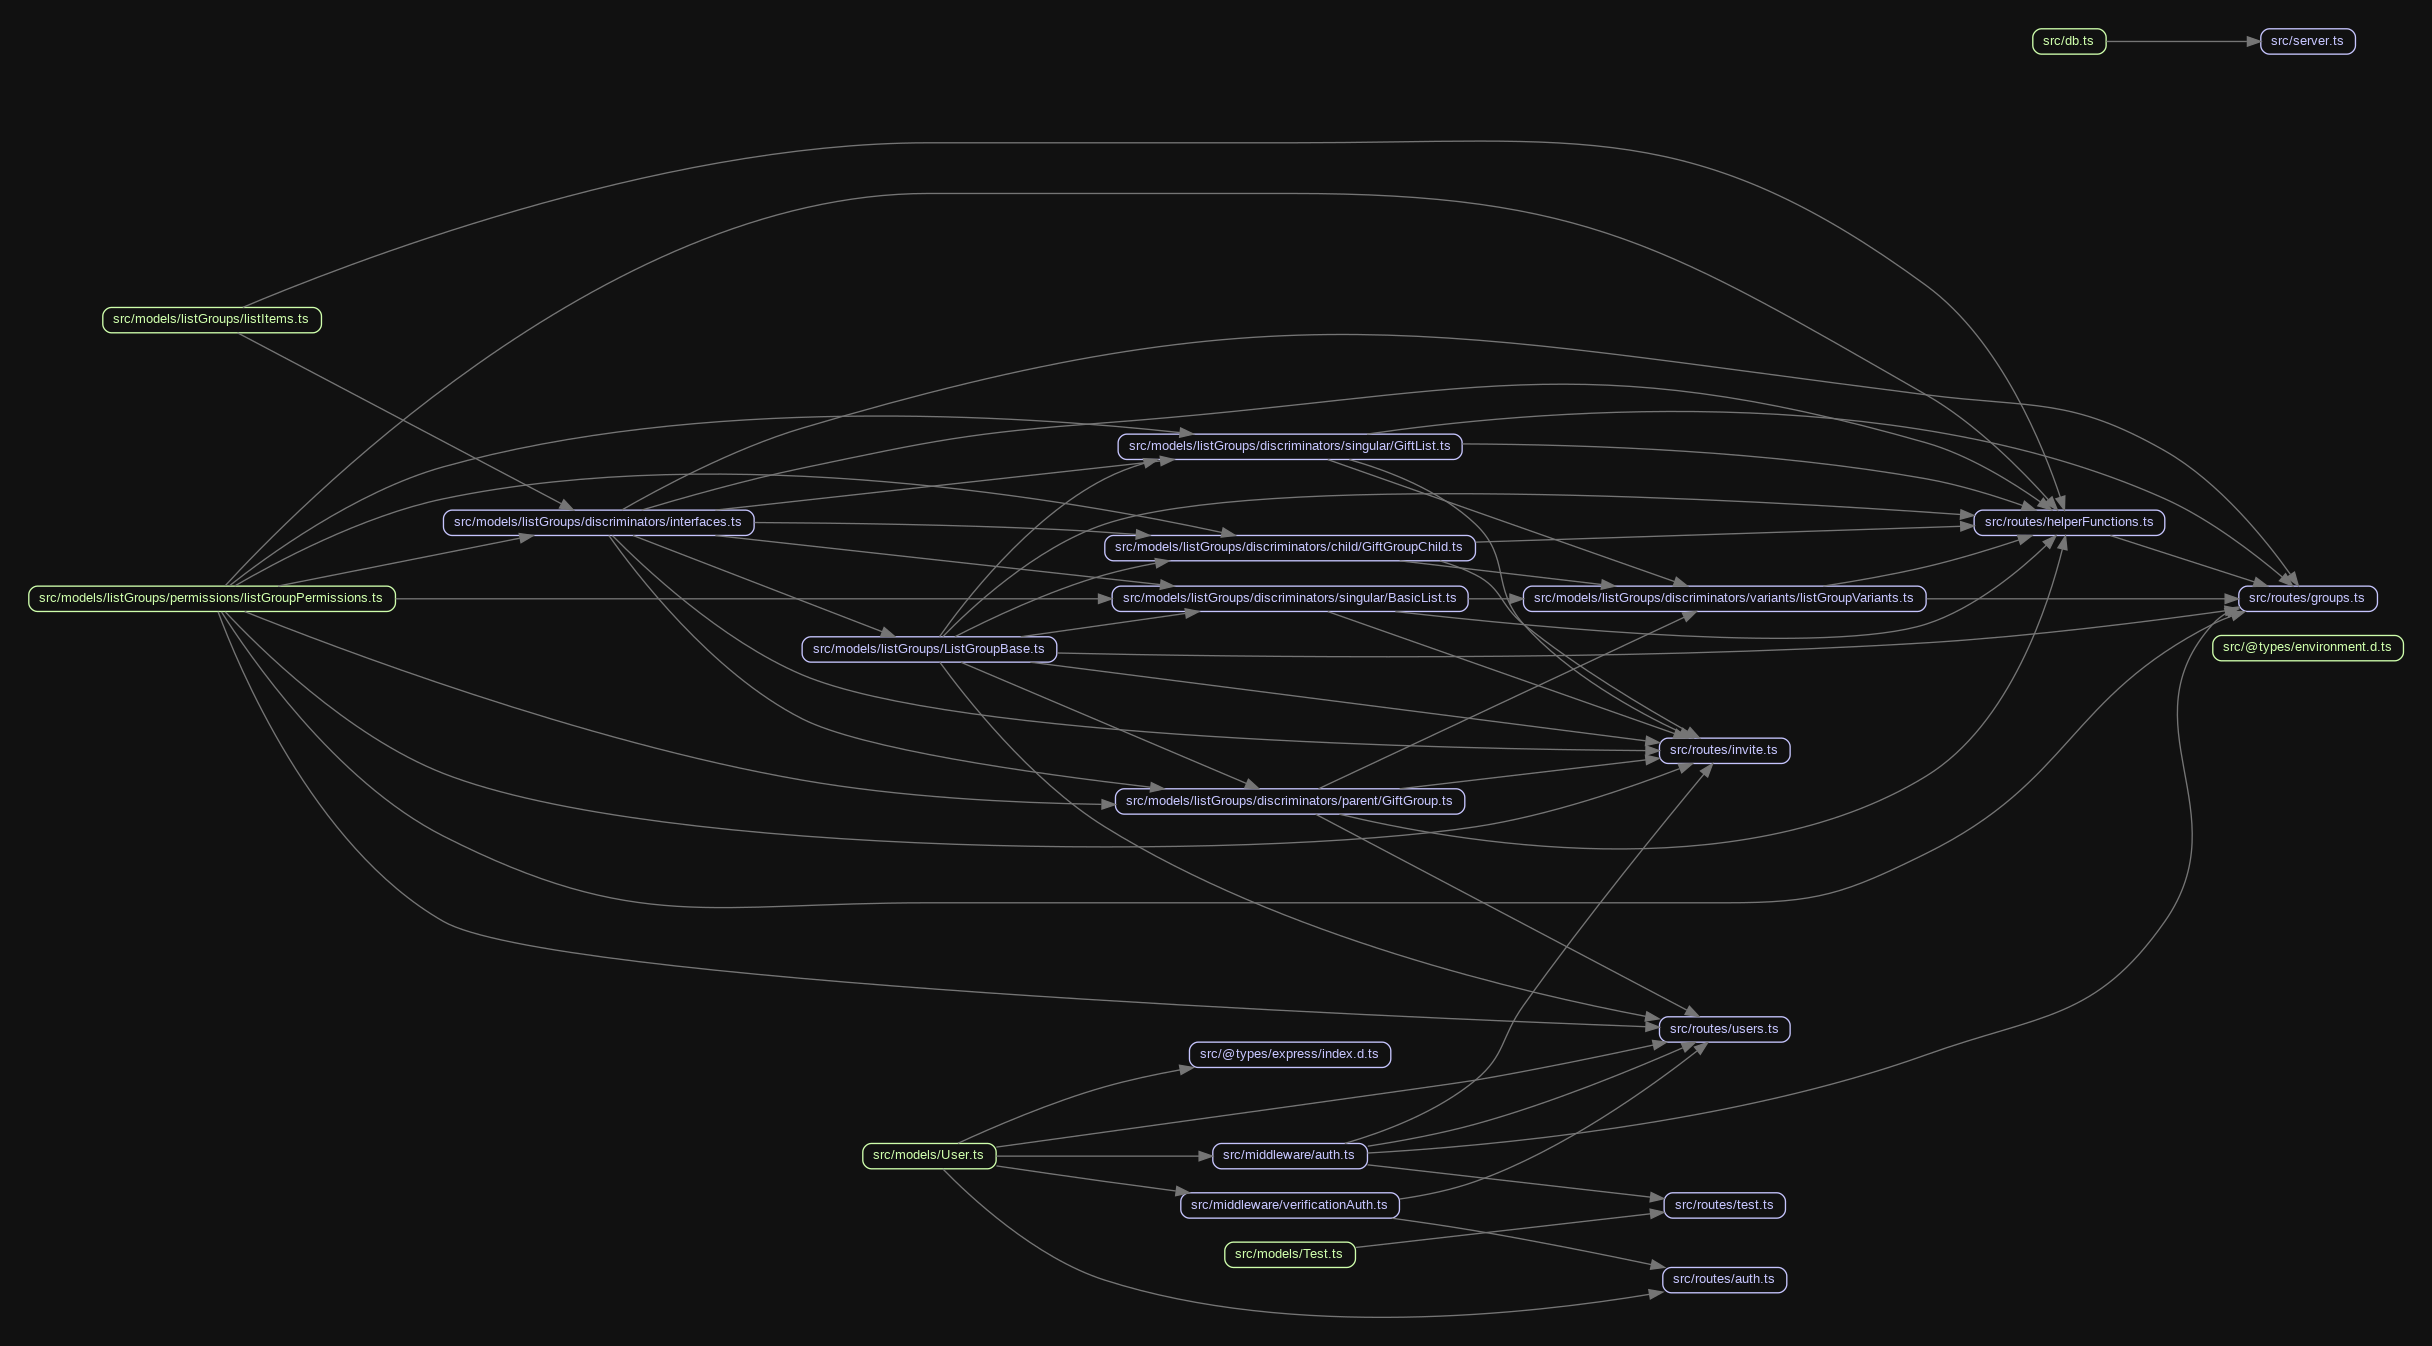 src/db.ts
src/server.ts
src/models/listGroups/listItems.ts
src/models/listGroups/discriminators/singular/GiftList.ts
src/models/listGroups/discriminators/interfaces.ts
src/routes/helperFunctions.ts
src/models/listGroups/discriminators/child/GiftGroupChild.ts
src/models/listGroups/permissions/listGroupPermissions.ts
src/models/listGroups/discriminators/singular/BasicList.ts
src/models/listGroups/discriminators/variants/listGroupVariants.ts
src/routes/groups.ts
src/models/listGroups/ListGroupBase.ts
src/@types/environment.d.ts
src/routes/invite.ts
src/models/listGroups/discriminators/parent/GiftGroup.ts
src/routes/users.ts
src/@types/express/index.d.ts
src/models/User.ts
src/middleware/auth.ts
src/middleware/verificationAuth.ts
src/routes/test.ts
src/models/Test.ts
src/routes/auth.ts